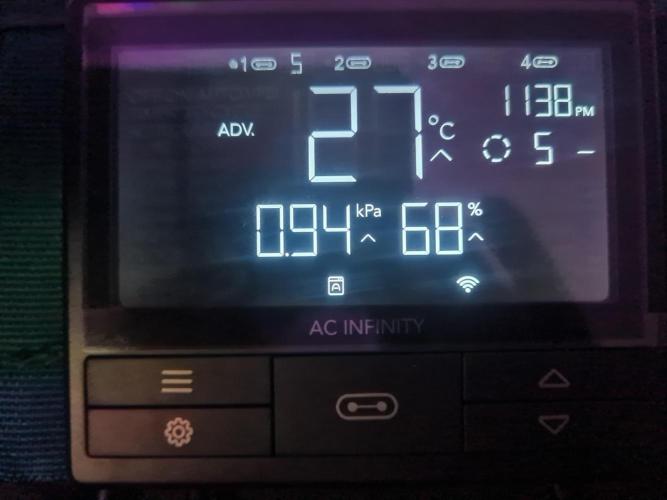 1 5 2 3 4
ADV. 27 °C 11:38 PM
5 –
0.94 kPa 68 %
A
AC INFINITY